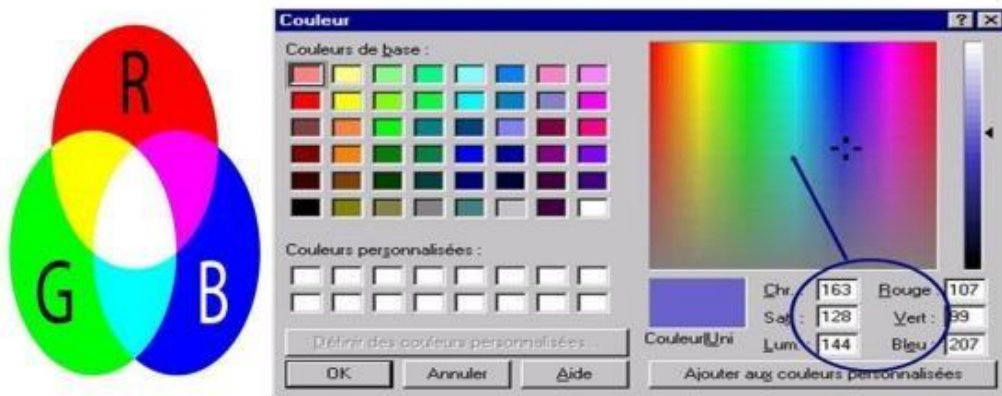 R
G
B
Couleur
Couleurs de base :
Couleurs personnalisées :
Définir des couleurs personnalisées...
OK
Annuler
Aide
Couleur|Uni
Chr. 163
Sat : 128
Lum. 144
Rouge : 107
Vert : 99
Bleu : 207
Ajouter aux couleurs personnalisées